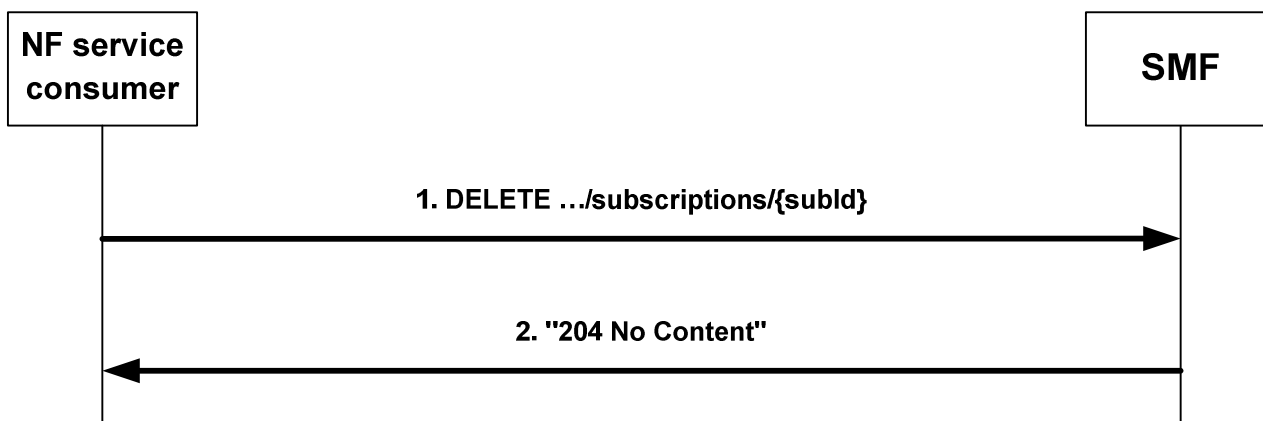 NF service
consumer
SMF
1. DELETE …/subscriptions/{subId}
2. "204 No Content"